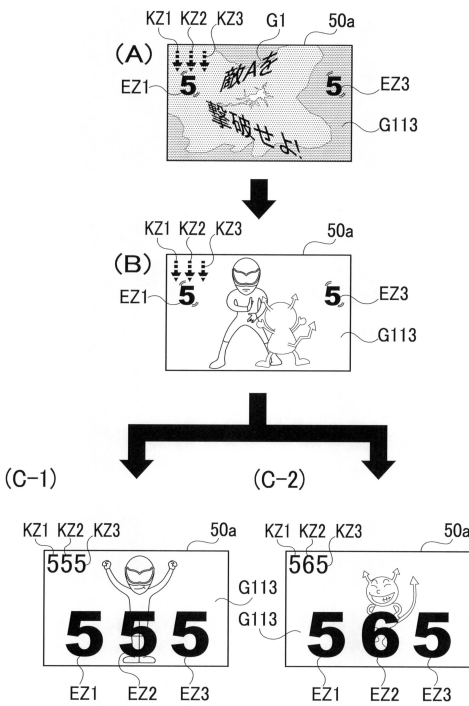 KZ1 KZ2 KZ3 G1 50a
(A)
EZ1 5 敵Aを 5 EZ3
撃破せよ!
G113
KZ1 KZ2 KZ3 50a
(B)
EZ1 5 5 EZ3
G113
(C-1) (C-2)
KZ1 KZ2 KZ3 50a
555
G113
5 5 5
EZ1 EZ2 EZ3
KZ1 KZ2 KZ3 50a
565
G113
5 6 5
EZ1 EZ2 EZ3